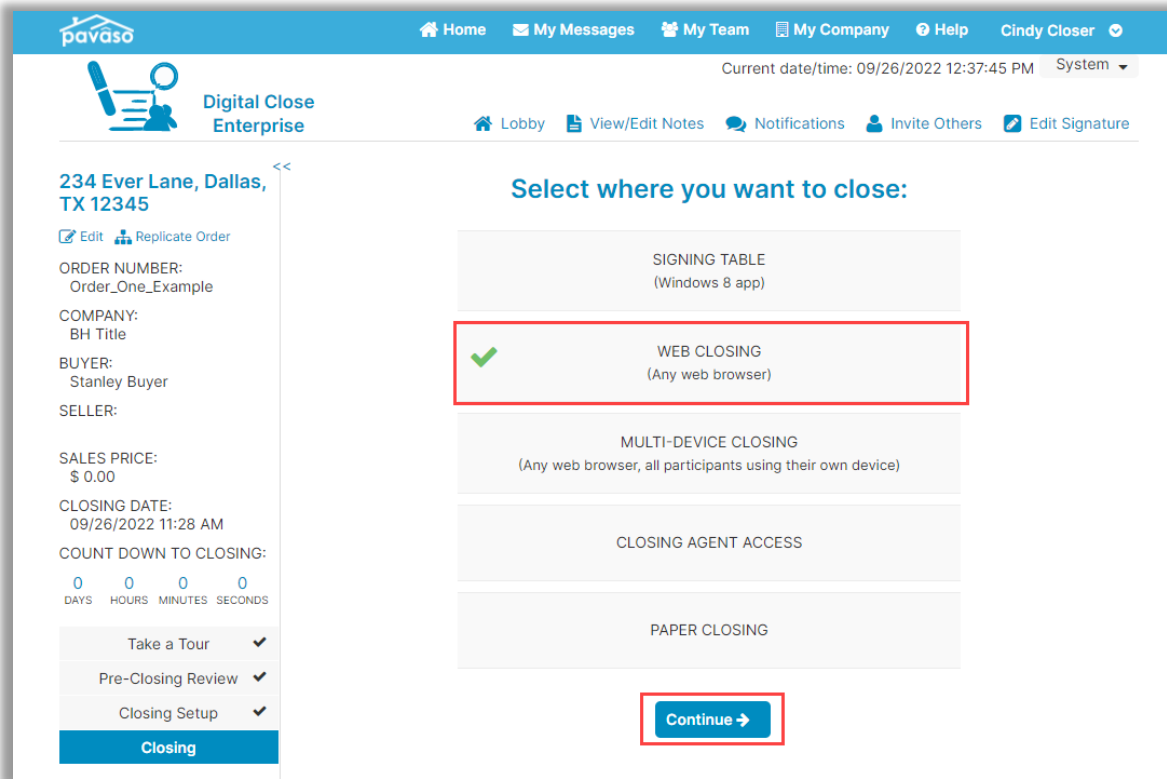 pavaso
Home My Messages My Team My Company Help Cindy Closer
Current date/time: 09/26/2022 12:37:45 PM System
Digital Close
Enterprise
Lobby View/Edit Notes Notifications Invite Others Edit Signature
<<
234 Ever Lane, Dallas,
TX 12345
Edit Replicate Order
ORDER NUMBER:
Order_One_Example
COMPANY:
BH Title
BUYER:
Stanley Buyer
SELLER:
SALES PRICE:
$ 0.00
CLOSING DATE:
09/26/2022 11:28 AM
COUNT DOWN TO CLOSING:
0 0 0 0
DAYS HOURS MINUTES SECONDS
Take a Tour
Pre-Closing Review
Closing Setup
Closing
Select where you want to close:
SIGNING TABLE
(Windows 8 app)
WEB CLOSING
(Any web browser)
MULTI-DEVICE CLOSING
(Any web browser, all participants using their own device)
CLOSING AGENT ACCESS
PAPER CLOSING
Continue